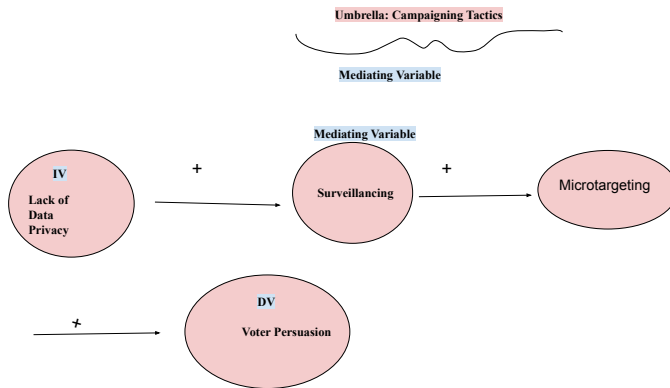 Umbrella: Campaigning Tactics
Mediating Variable
Mediating Variable
+
+
IV
Lack of
Data
Privacy
Surveillancing
Microtargeting
+
DV
Voter Persuasion